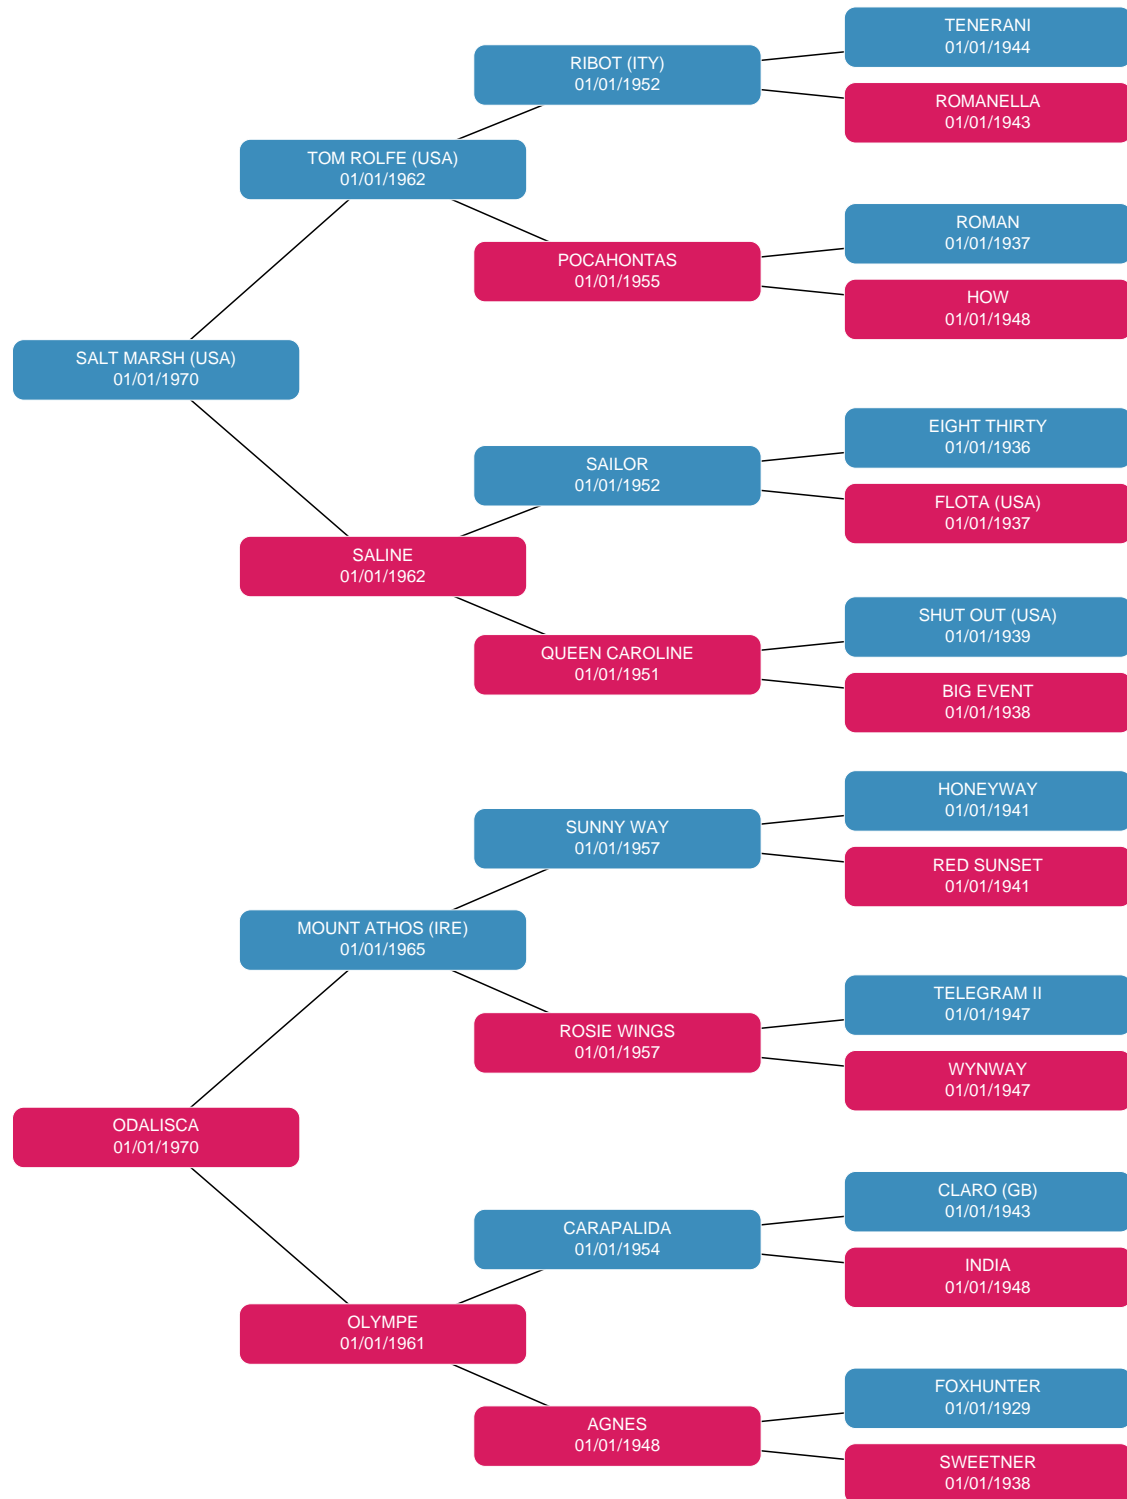 TENERANI
01/01/1944
RIBOT (ITY)
01/01/1952
ROMANELLA
01/01/1943
TOM ROLFE (USA)
01/01/1962
ROMAN
01/01/1937
POCAHONTAS
01/01/1955
HOW
01/01/1948
SALT MARSH (USA)
01/01/1970
EIGHT THIRTY
01/01/1936
SAILOR
01/01/1952
FLOTA (USA)
01/01/1937
SALINE
01/01/1962
SHUT OUT (USA)
01/01/1939
QUEEN CAROLINE
01/01/1951
BIG EVENT
01/01/1938
HONEYWAY
01/01/1941
SUNNY WAY
01/01/1957
RED SUNSET
01/01/1941
MOUNT ATHOS (IRE)
01/01/1965
TELEGRAM II
01/01/1947
ROSIE WINGS
01/01/1957
WYNWAY
01/01/1947
ODALISCA
01/01/1970
CLARO (GB)
01/01/1943
CARAPALIDA
01/01/1954
INDIA
01/01/1948
OLYMPE
01/01/1961
FOXHUNTER
01/01/1929
AGNES
01/01/1948
SWEETNER
01/01/1938